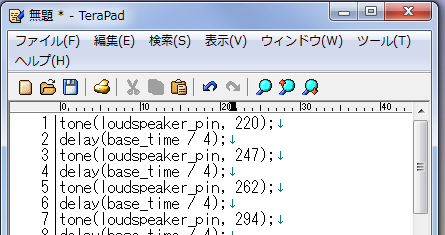 無題 * - TeraPad
ファイル(F) 編集(E) 検索(S) 表示(V) ウィンドウ(W) ツール(T)
ヘルプ(H)
0 10 20 30 40
1 tone(loudspeaker_pin, 220);↓
2 delay(base_time / 4);↓
3 tone(loudspeaker_pin, 247);↓
4 delay(base_time / 4);↓
5 tone(loudspeaker_pin, 262);↓
6 delay(base_time / 4);↓
7 tone(loudspeaker_pin, 294);↓
8 delay(base_time / 4);↓